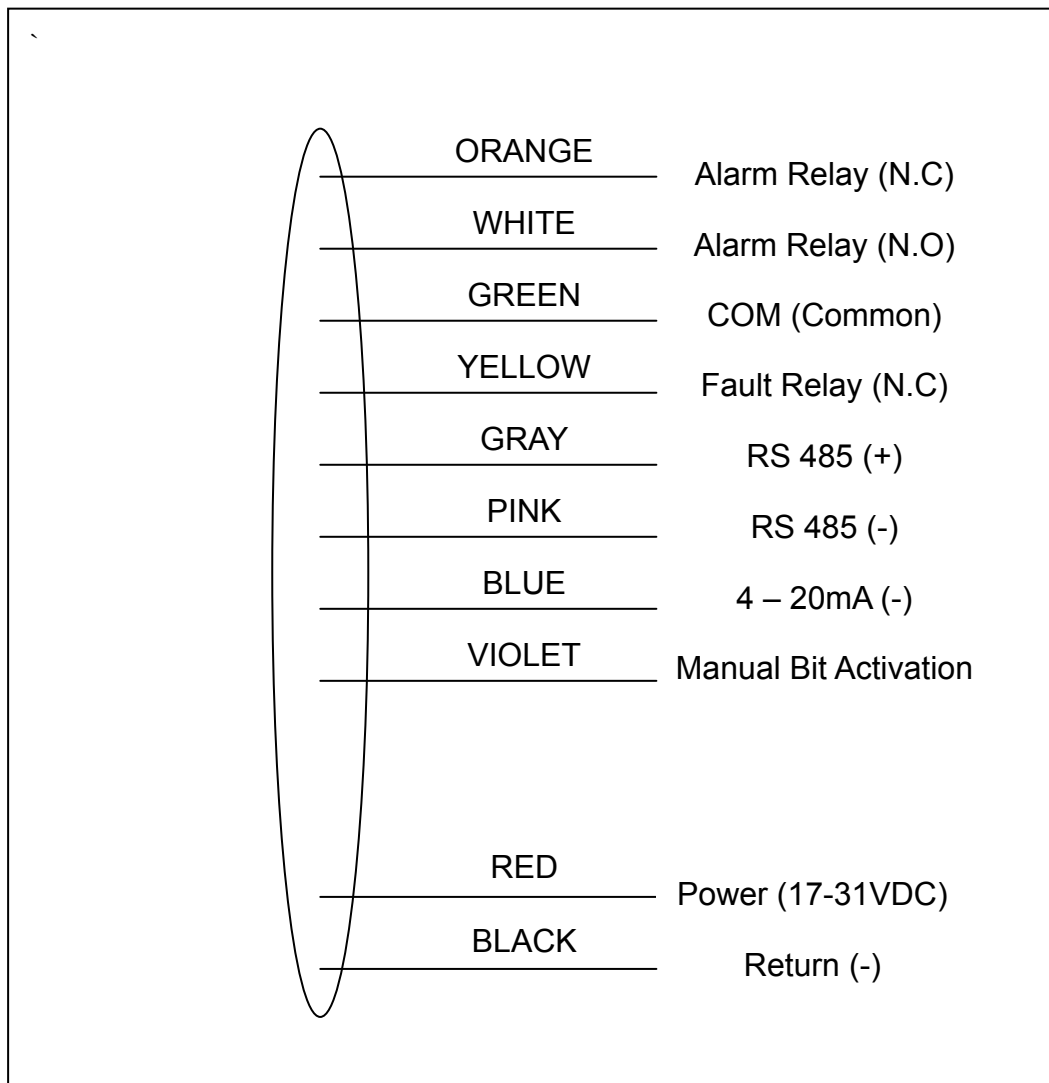 `
ORANGE
Alarm Relay (N.C)
WHITE
Alarm Relay (N.O)
GREEN
COM (Common)
YELLOW
Fault Relay (N.C)
GRAY
RS 485 (+)
PINK
RS 485 (-)
BLUE
4 – 20mA (-)
VIOLET
Manual Bit Activation
RED
Power (17-31VDC)
BLACK
Return (-)